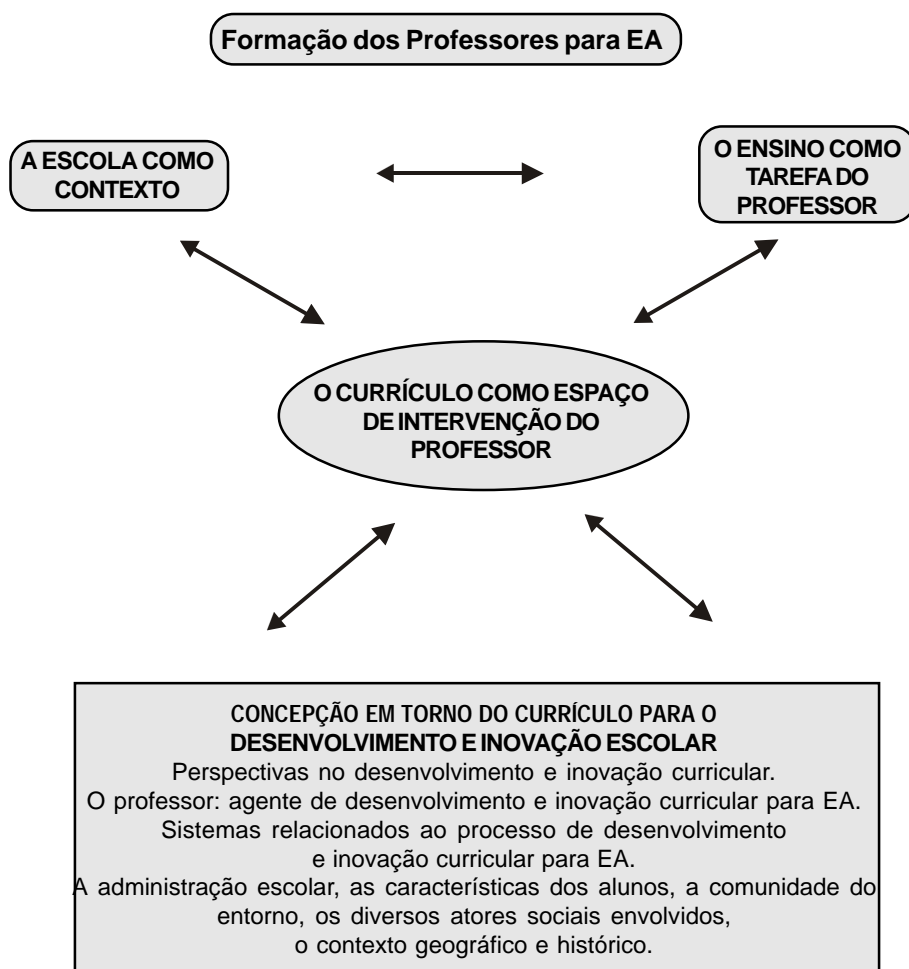 Formação dos Professores para EA
A ESCOLA COMO
CONTEXTO
O ENSINO COMO
TAREFA DO
PROFESSOR
O CURRÍCULO COMO ESPAÇO
DE INTERVENÇÃO DO
PROFESSOR
CONCEPÇÃO EM TORNO DO CURRÍCULO PARA O
DESENVOLVIMENTO E INOVAÇÃO ESCOLAR
Perspectivas no desenvolvimento e inovação curricular.
O professor: agente de desenvolvimento e inovação curricular para EA.
Sistemas relacionados ao processo de desenvolvimento
e inovação curricular para EA.
A administração escolar, as características dos alunos, a comunidade do
entorno, os diversos atores sociais envolvidos,
o contexto geográfico e histórico.